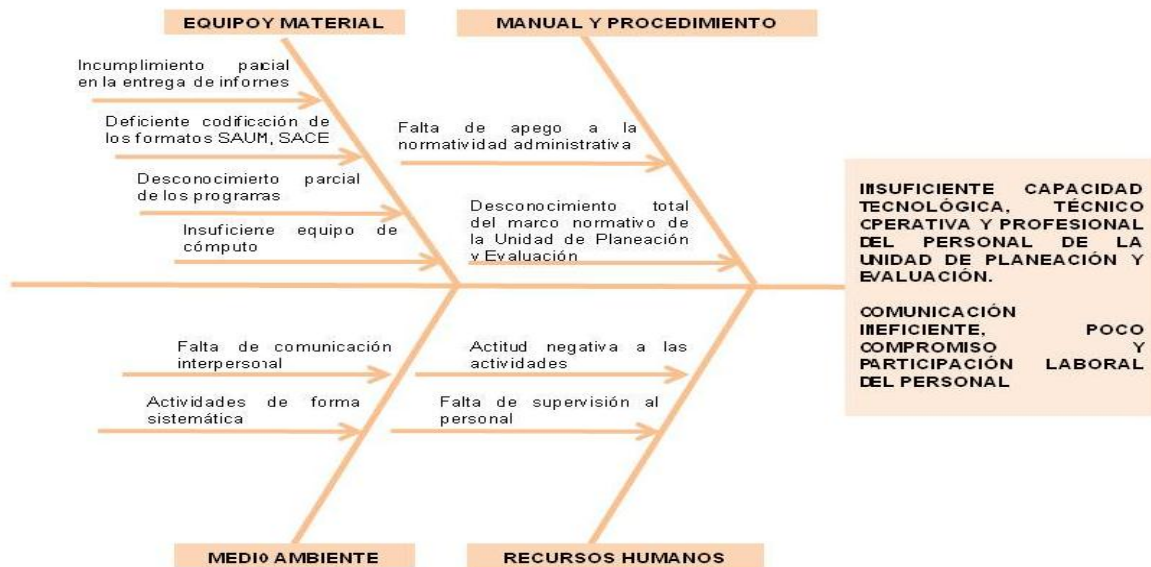 EQUIPOY MATERIAL
MANUAL Y PROCEDIMIENTO
Incumplimiento parcial
en la entrega de informes
Deficiente codificación de
los formatos SAUM, SACE
Desconocimiento parcial
de los programas
Insuficiente equipo de
cómputo
Falta de apego a la
normatividad administrativa
Desconocimiento total
del marco normativo de
la Unidad de Planeación
y Evaluación
INSUFICIENTE CAPACIDAD
TECNOLÓGICA, TÉCNICO
OPERATIVA Y PROFESIONAL
DEL PERSONAL DE LA
UNIDAD DE PLANEACIÓN Y
EVALUACIÓN.
COMUNICACIÓN
INEFICIENTE, POCO
COMPROMISO Y
PARTICIPACIÓN LABORAL
DEL PERSONAL
Falta de comunicación
interpersonal
Actividades de forma
sistemática
Actitud negativa a las
actividades
Falta de supervisión al
personal
MEDIO AMBIENTE
RECURSOS HUMANOS